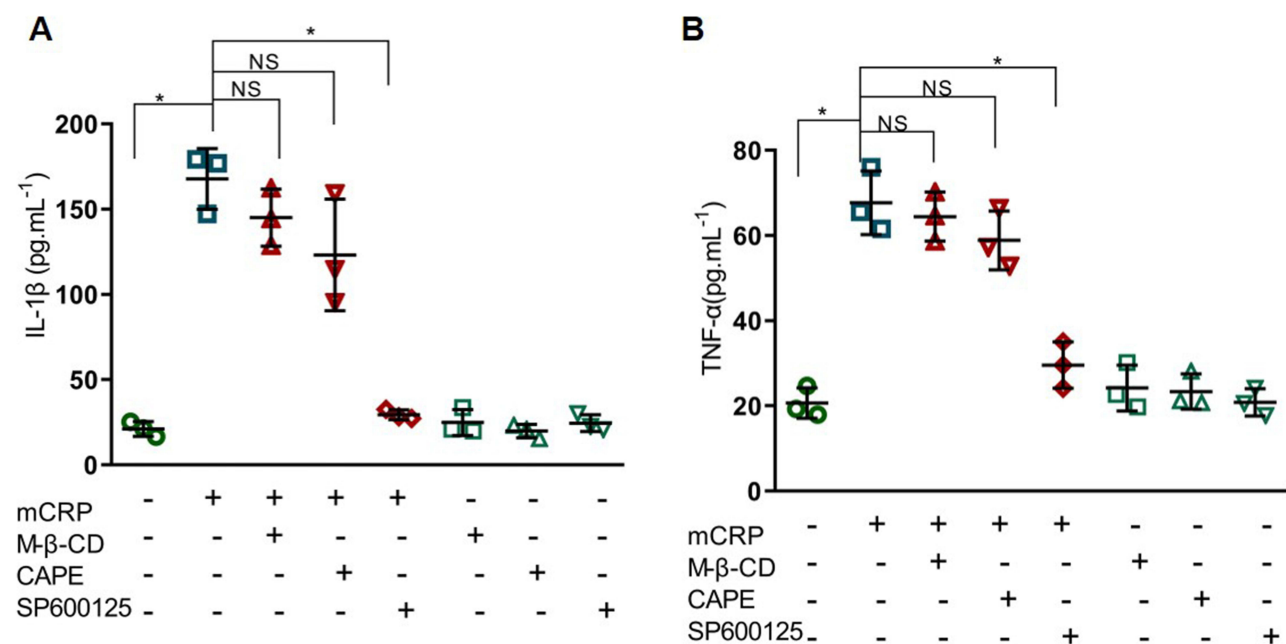 A
*
NS
NS
*
200
150
100
50
0
IL-1β (pg.mL-1)
mCRP - + + + + - - -
M-β-CD - - + - - + - -
CAPE - - - + - - + -
SP600125 - - - - + - - +
B
*
NS
NS
*
80
60
40
20
0
TNF-α(pg.mL-1)
mCRP - + + + + - - -
M-β-CD - - + - - + - -
CAPE - - - + - - + -
SP600125 - - - - + - - +